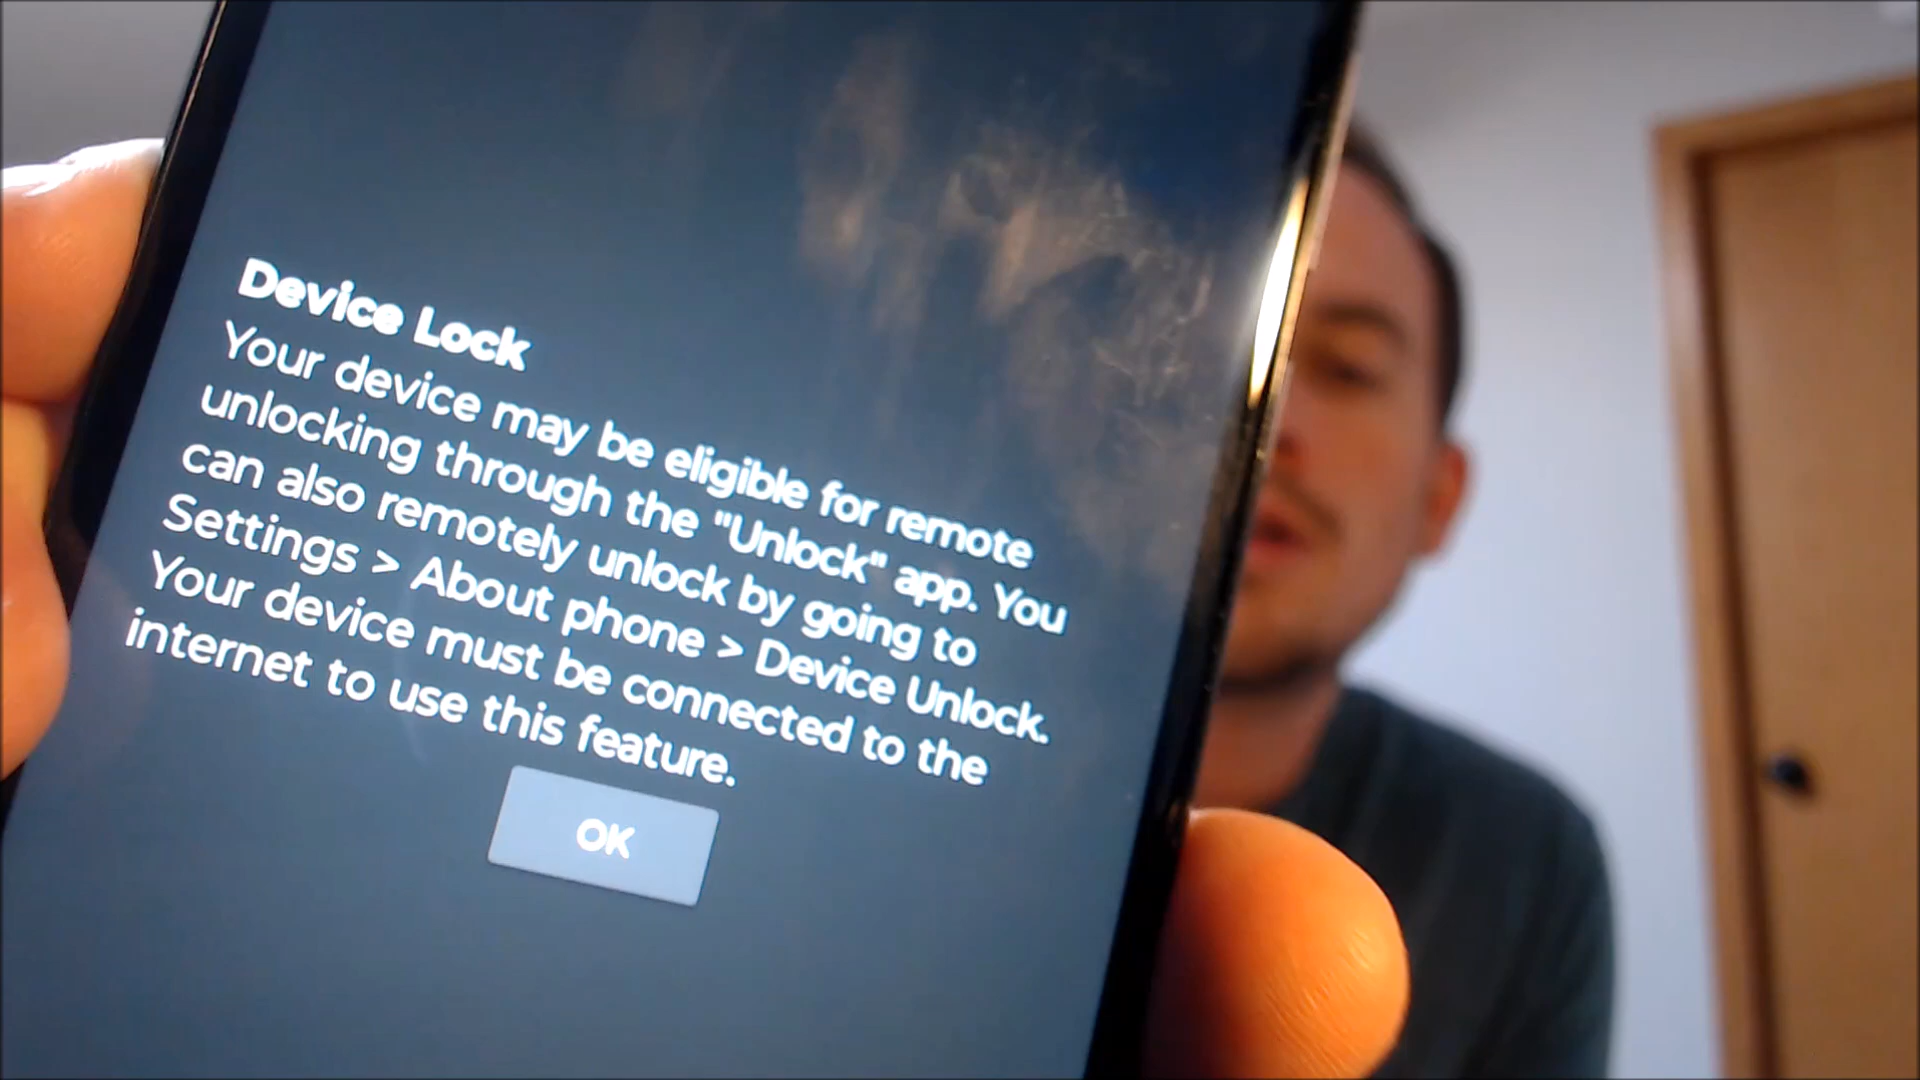 Device Lock
Your device may be eligible for remote
unlocking through the "Unlock" app. You
can also remotely unlock by going to
Settings > About phone > Device Unlock.
Your device must be connected to the
internet to use this feature.
OK